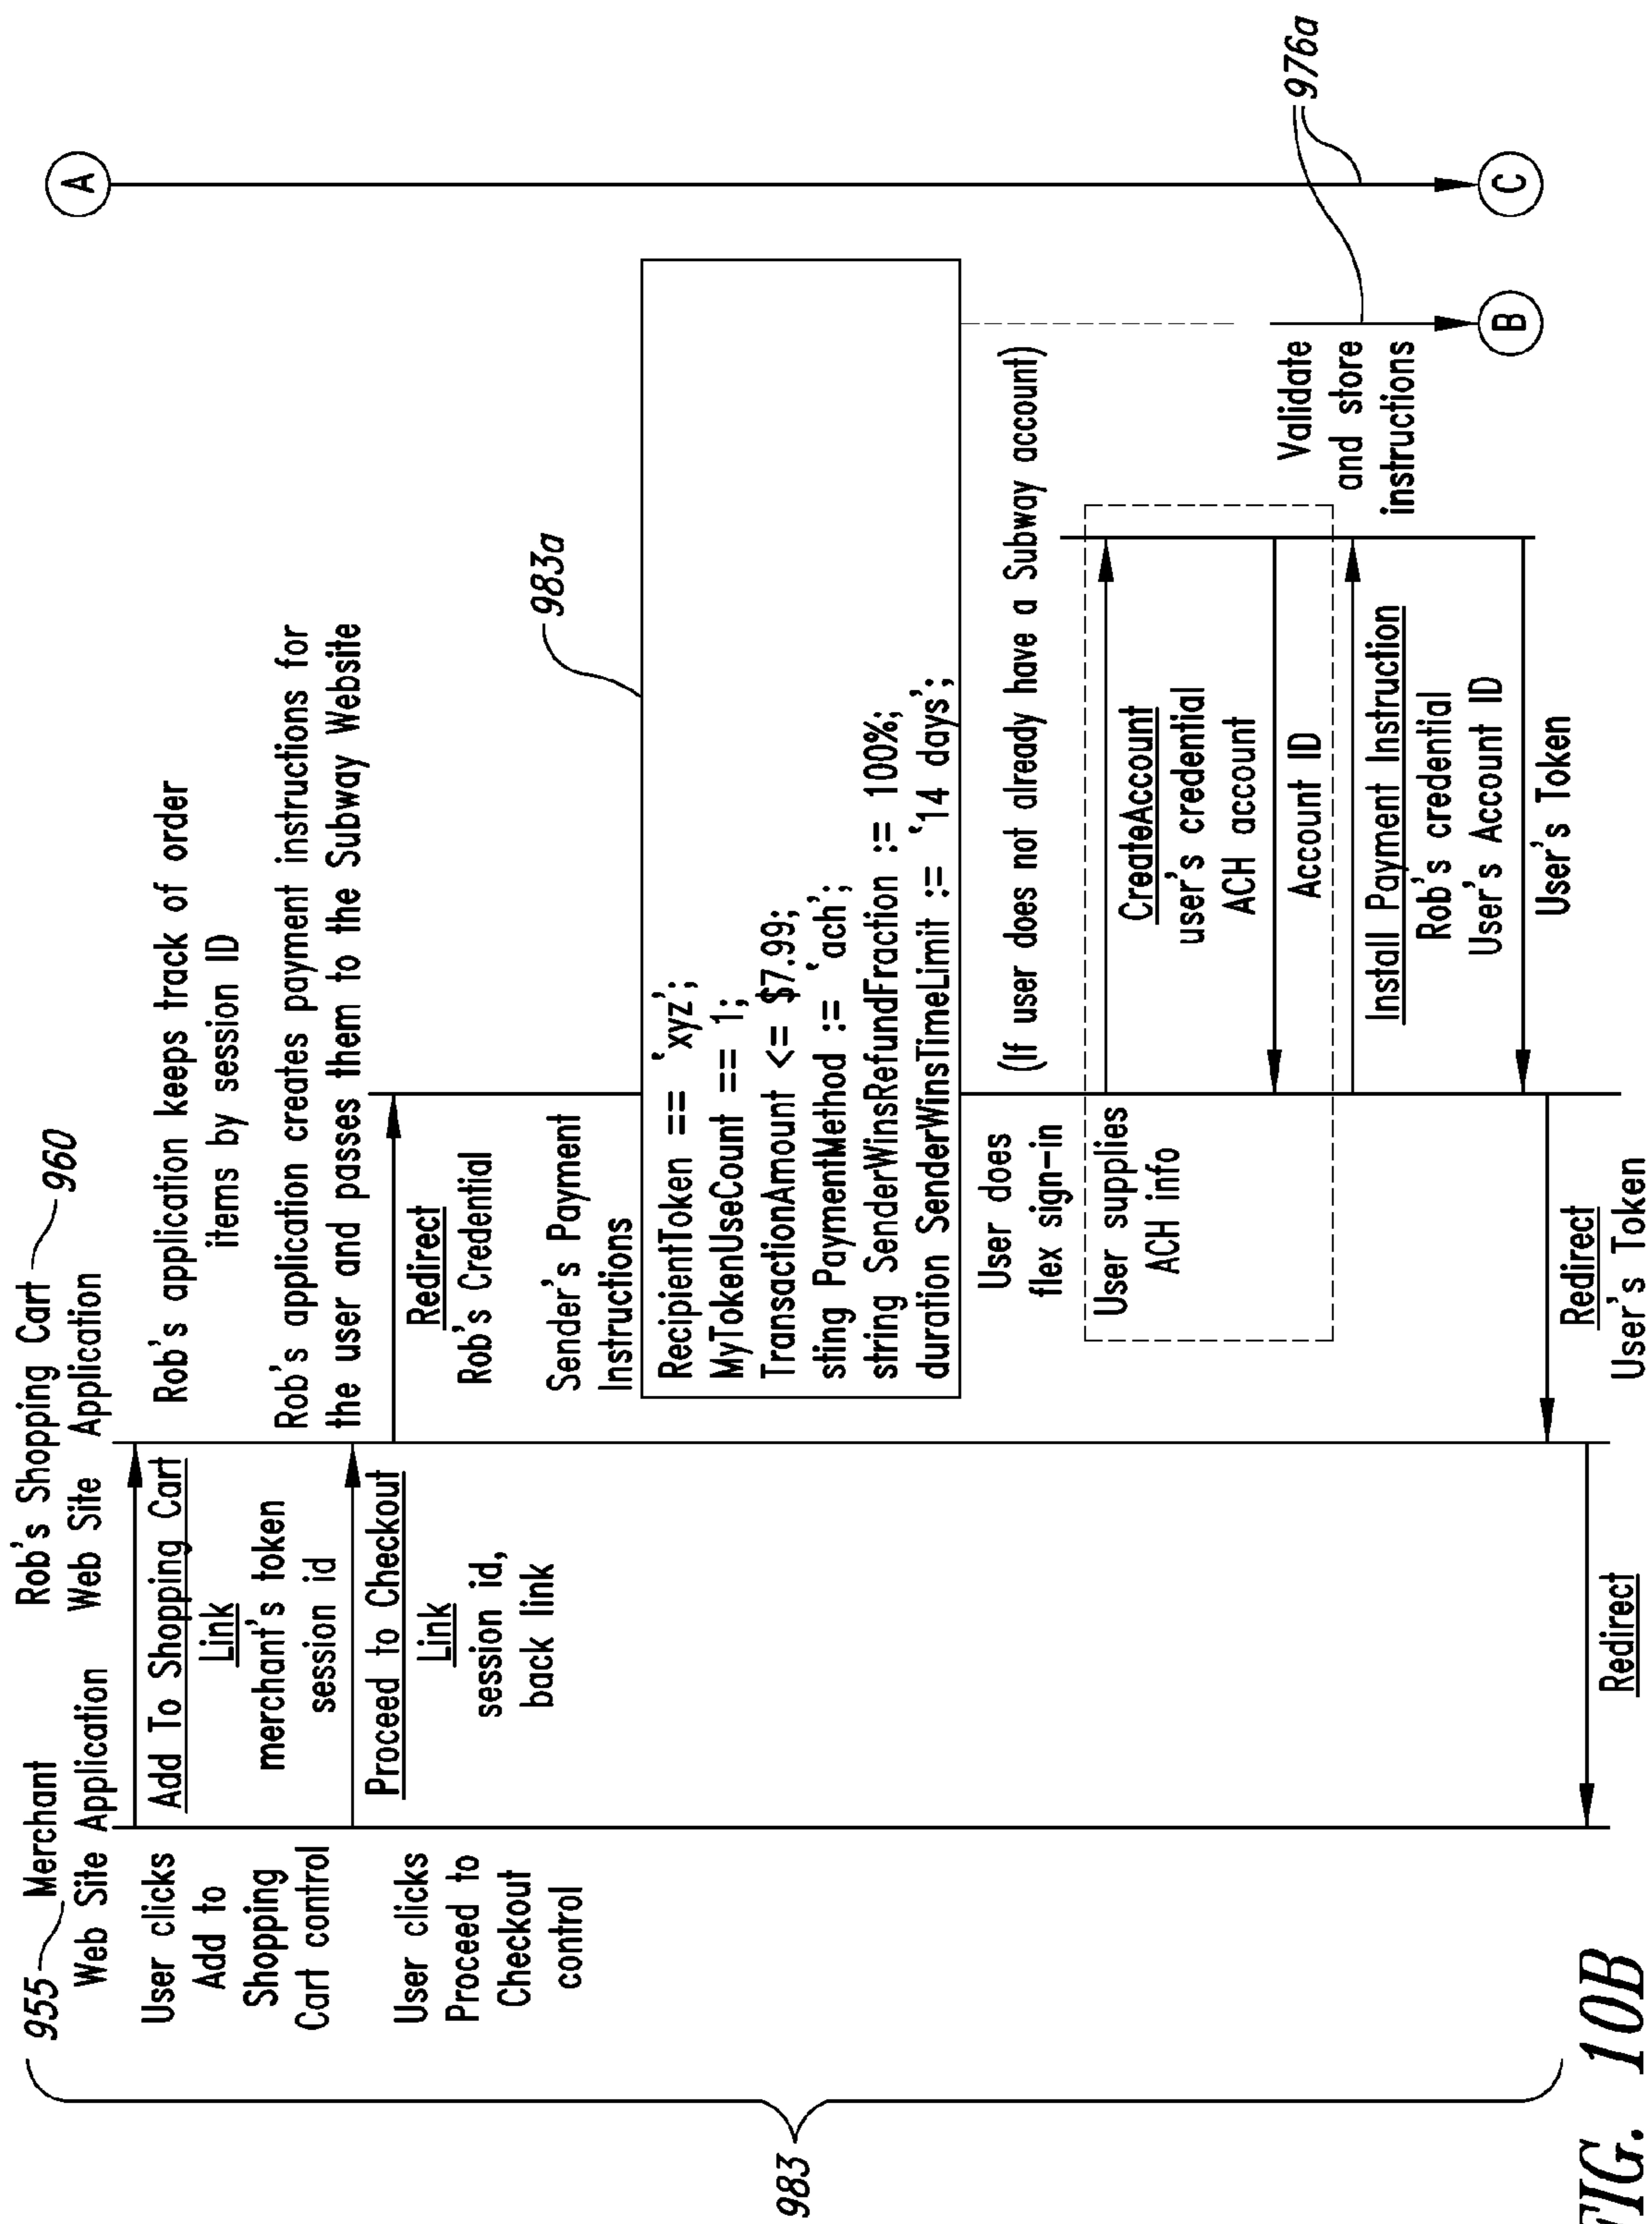 955
Merchant
Web Site Application
Rob's Shopping Cart
Web Site Application
960
A
User clicks
Add to
Shopping
Cart control
Add To Shopping Cart
Link
merchant's token
session id
Rob's application keeps track of order
items by session ID
User clicks
Proceed to
Checkout
control
Proceed to Checkout
Link
session id,
back link
Rob's application creates payment instructions for
the user and passes them to the Subway Website
Redirect
Rob's Credential
Sender's Payment
Instructions
983a
RecipientToken == 'xyz';
MyTokenUseCount == 1;
TransactionAmount <= $7.99;
sting PaymentMethod := 'ach';
string SenderWinsRefundFraction := 100%;
duration SenderWinsTimeLimit := '14 days';
User does
flex sign-in
(If user does not already have a Subway account)
User supplies
ACH info
CreateAccount
user's credential
ACH account
Account ID
Install Payment Instruction
Rob's credential
User's Account ID
User's Token
Validate
and store
instructions
976a
B
C
Redirect
User's Token
Redirect
983
FIG. 10B